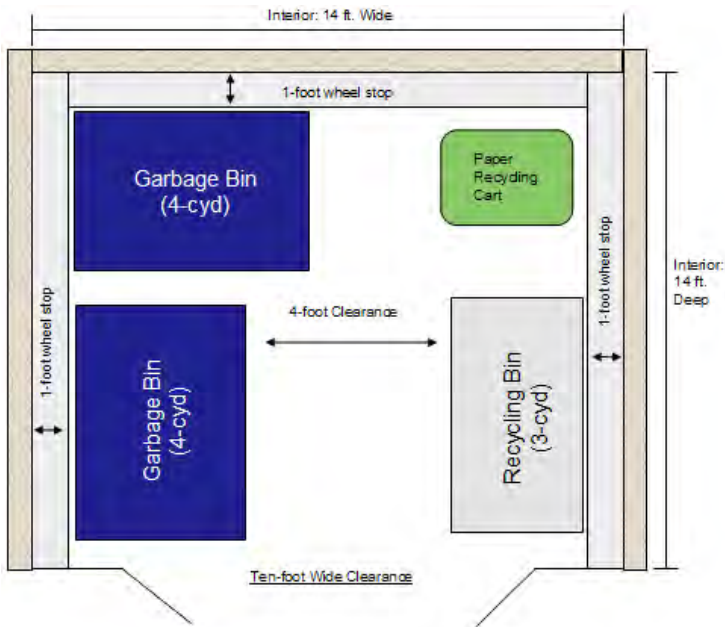 Interior: 14 ft. Wide
1-foot wheel stop
Garbage Bin
(4-cyd)
Paper
Recycling
Cart
1-foot wheel stop
Interior:
14 ft.
Deep
1-foot wheel stop
4-foot Clearance
Garbage Bin
(4-cyd)
Recycling Bin
(3-cyd)
Ten-foot Wide Clearance